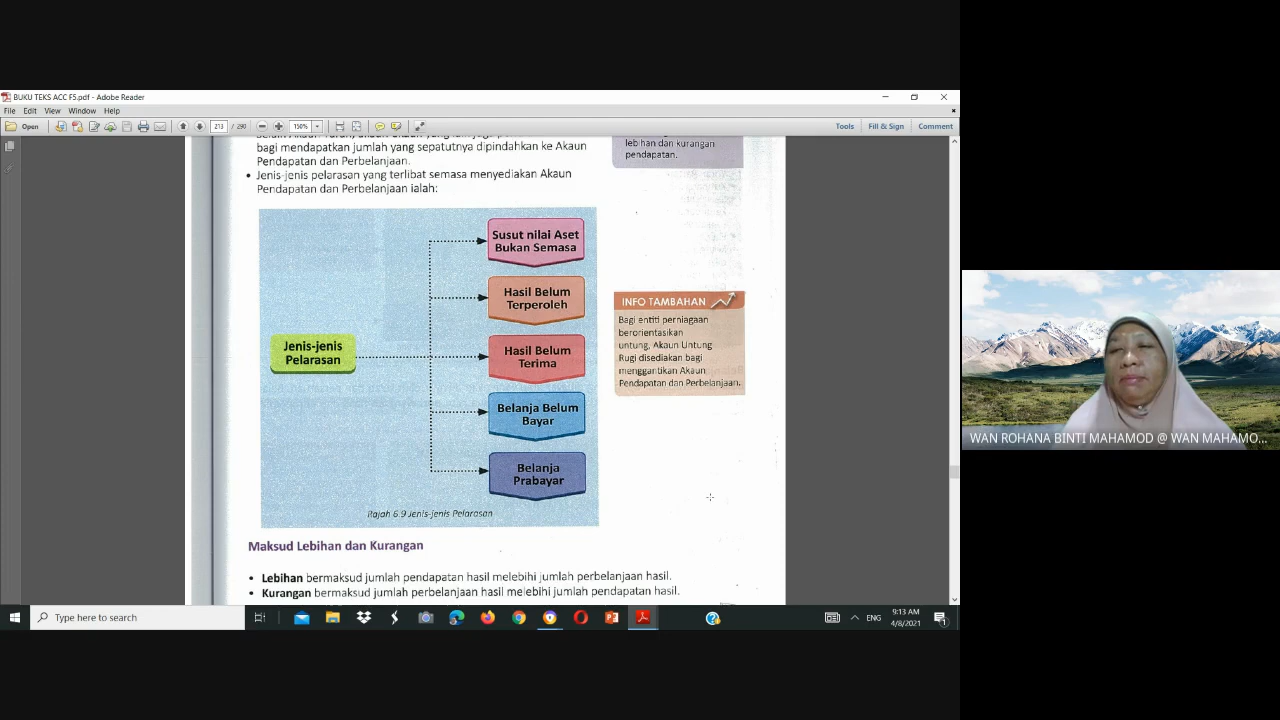 BUKU TEKS ACC F5.pdf - Adobe Reader
File Edit View Window Help
Open
213 / 290
150%
Tools Fill & Sign Comment
bagi mendapatkan jumlah yang sepatutnya dipindahkan ke Akaun
Pendapatan dan Perbelanjaan.
• Jenis-jenis pelarasan yang terlibat semasa menyediakan Akaun
Pendapatan dan Perbelanjaan ialah:
lebihan dan kurangan
pendapatan.
Jenis-jenis
Pelarasan
Susut nilai Aset
Bukan Semasa
Hasil Belum
Terperoleh
Hasil Belum
Terima
Belanja Belum
Bayar
Belanja
Prabayar
Rajah 6.9 Jenis-jenis Pelarasan
INFO TAMBAHAN
Bagi entiti perniagaan
berorientasikan
untung, Akaun Untung
Rugi disediakan bagi
menggantikan Akaun
Pendapatan dan Perbelanjaan.
Maksud Lebihan dan Kurangan
• Lebihan bermaksud jumlah pendapatan hasil melebihi jumlah perbelanjaan hasil.
• Kurangan bermaksud jumlah perbelanjaan hasil melebihi jumlah pendapatan hasil.
Type here to search
ENG
9:13 AM
4/8/2021
WAN ROHANA BINTI MAHAMOD @ WAN MAHAMO...